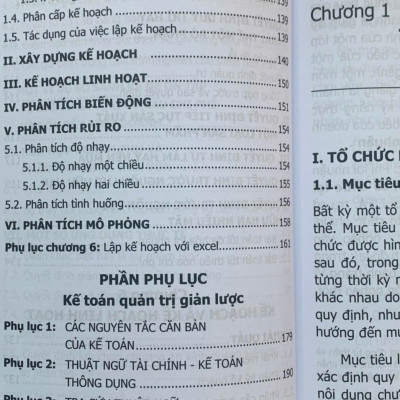 1.4. Phân cấp kế hoạch 139
1.5. Tác dụng của việc lập kế hoạch 139
II. XÂY DỰNG KẾ HOẠCH 140
III. KẾ HOẠCH LINH HOẠT 150
IV. PHÂN TÍCH BIẾN ĐỘNG 151
V. PHÂN TÍCH RỦI RO 154
5.1. Phân tích độ nhạy 154
5.1.1. Độ nhạy một chiều 154
5.1.2. Độ nhạy hai chiều 155
5.2. Phân tích tình huống 156
VI. PHÂN TÍCH MÔ PHỎNG 158
Phụ lục chương 6: Lập kế hoạch với excel 161
PHẦN PHỤ LỤC
Kế toán quản trị giản lược
Phụ lục 1: CÁC NGUYÊN TẮC CĂN BẢN
CỦA KẾ TOÁN 179
Phụ lục 2: THUẬT NGỮ TÀI CHÍNH - KẾ TOÁN
THÔNG DỤNG 190
Chương 1
I. TỔ CHỨC
1.1. Mục tiêu
Bất kỳ một tổ
thể. Mục tiêu
chức được hìn
sau đó, trong
từng thời kỳ
khác nhau do
quy định, như
hướng đến
Mục tiêu
xác định quy
nội dung